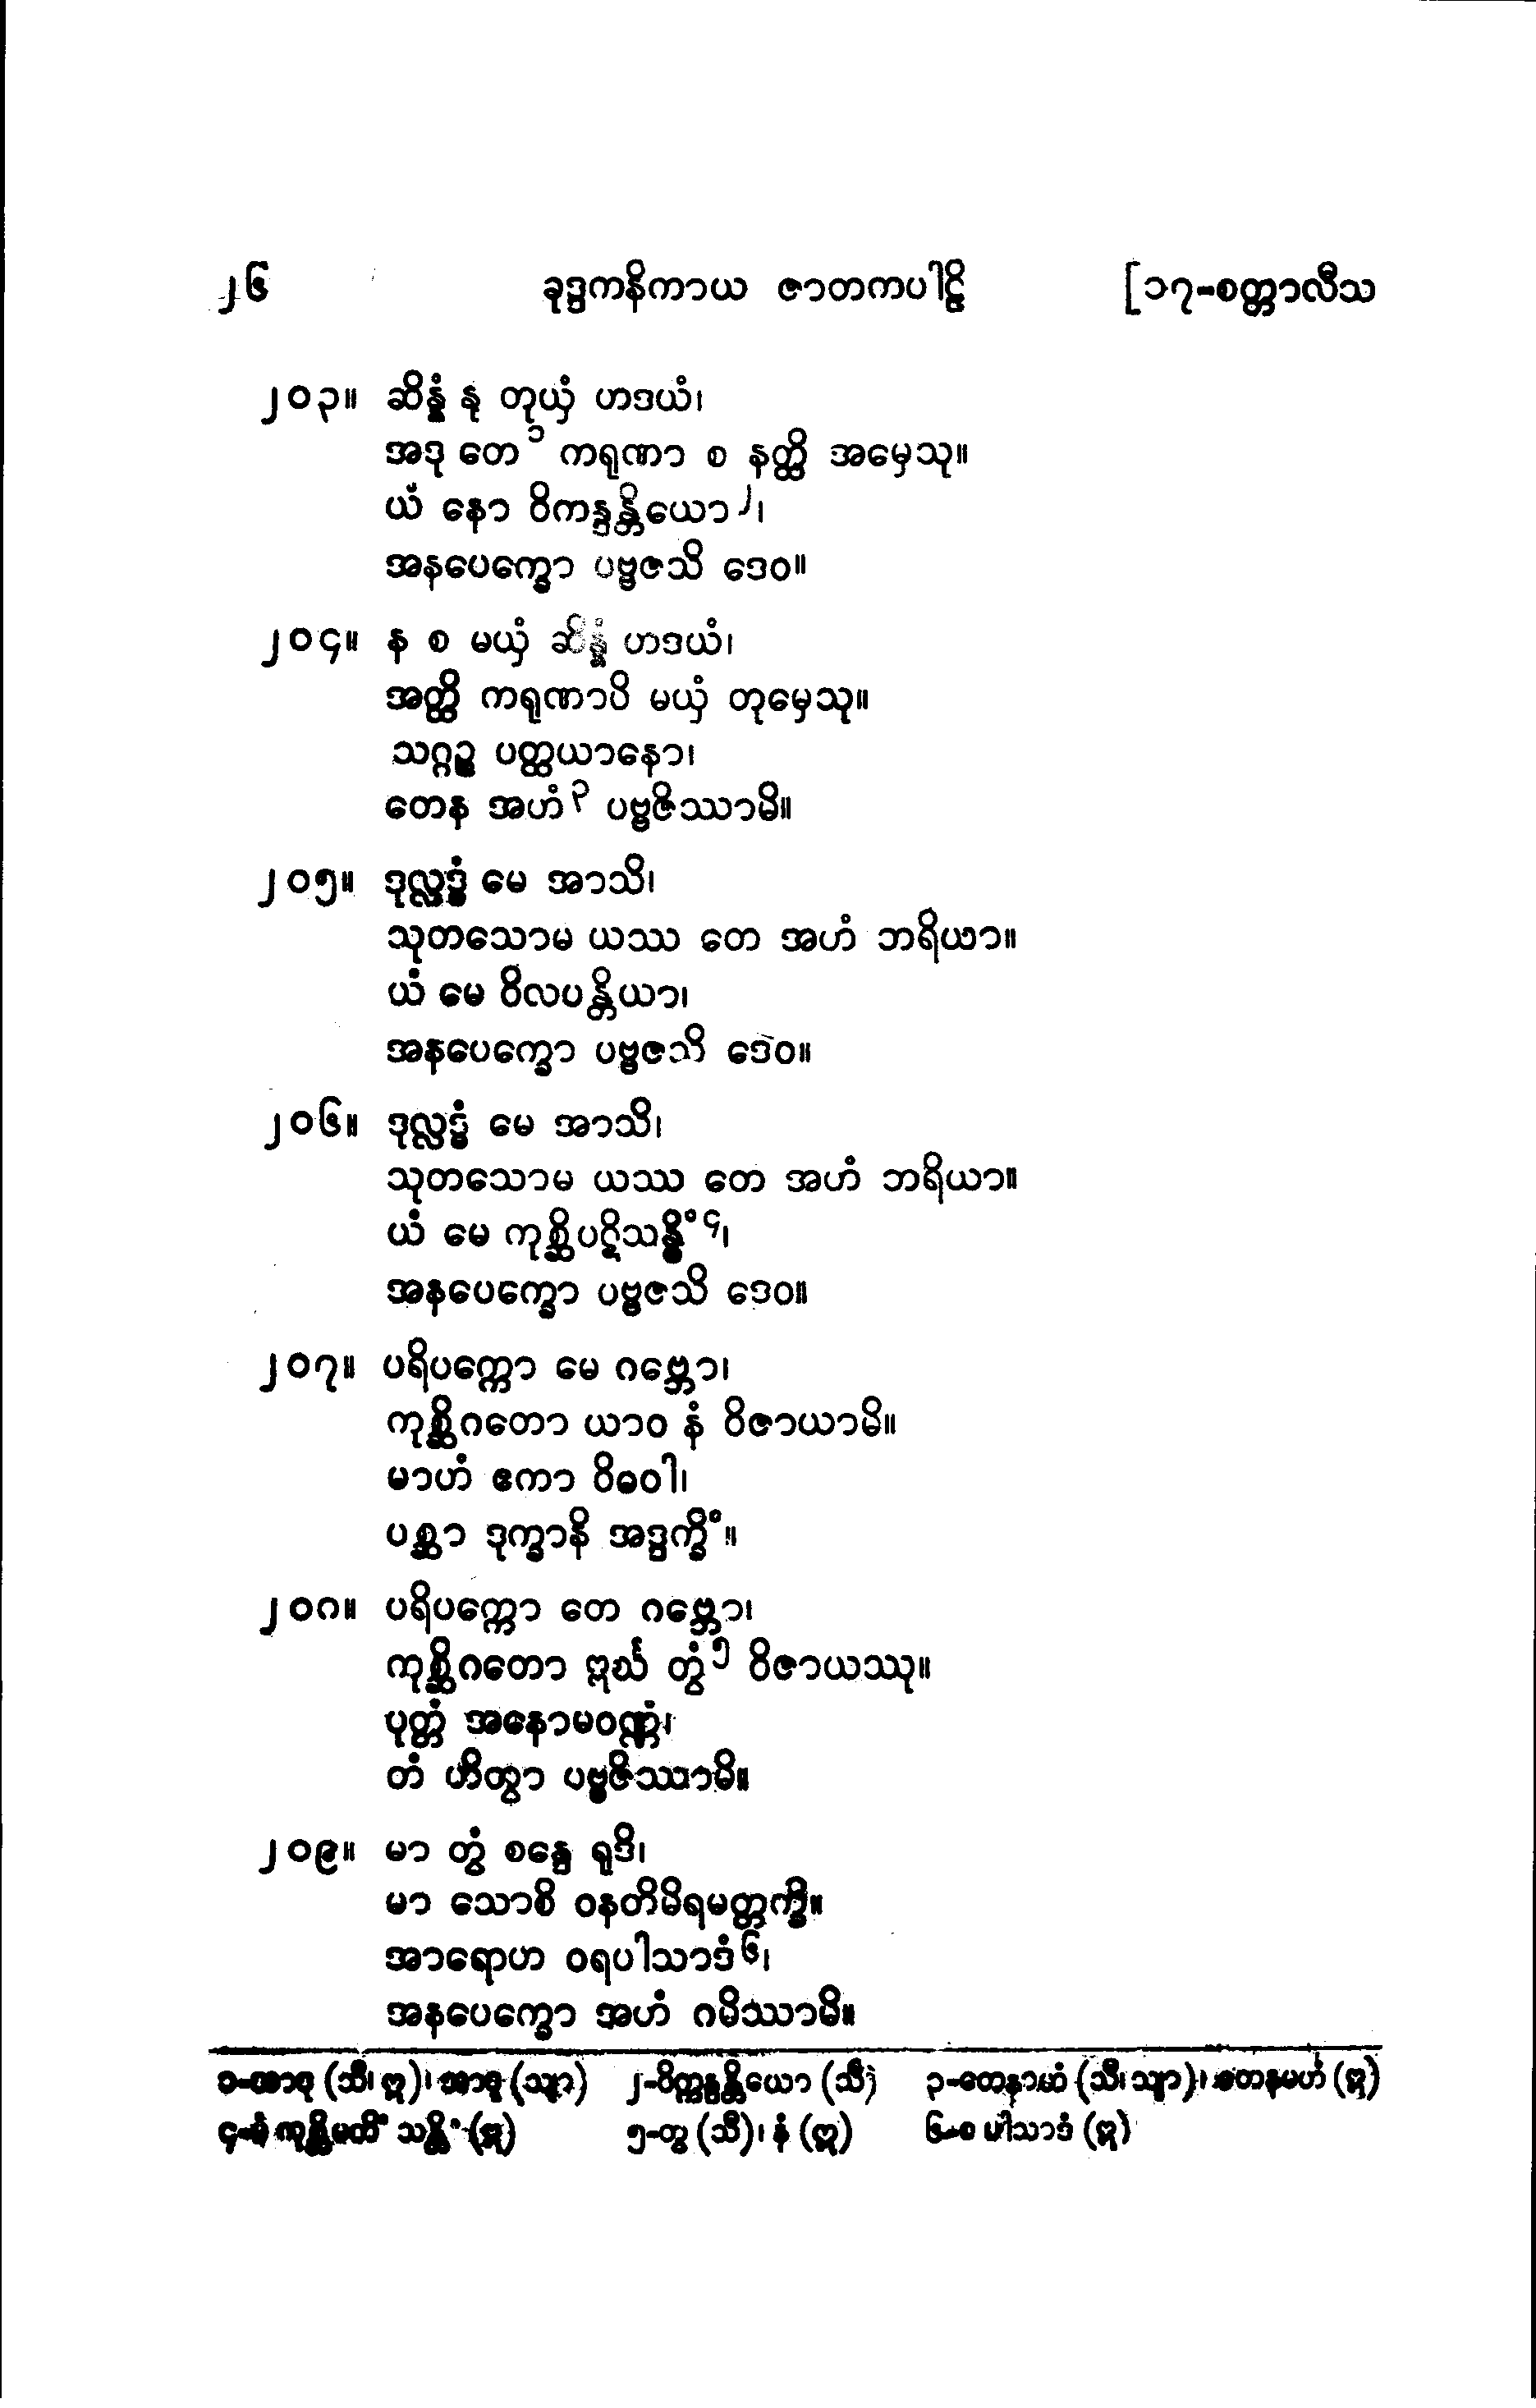 ၂၆ ခုဒ္ဒကနိကာယ ဇာတကပါဠိ [၁၇-စတ္တာလီသ
၂၀၃။ ဆိန္နံ နု တုယှံ ဟဒယံ၊
အဒု တေ ၁ ကရုဏာ စ နတ္ထိ အမှေသု။
ယံ နော ဝိကန္ဒန္တိယော ၂၊
အနပေက္ခော ပဗ္ဗဇသိ ဒေဝ။
၂၀၄။ န စ မယှံ ဆိန္နံ ဟဒယံ၊
အတ္ထိ ကရုဏာပိ မယှံ တုမှေသု။
သဂ္ဂဉ္စ ပတ္ထယာနော၊
တေန အဟံ ၃ ပဗ္ဗဇိဿာမိ။
၂၀၅။ ဒုလ္လဒ္ဓံ မေ အာသိ၊
သုတသောမ ယဿ တေ အဟံ ဘရိယာ။
ယံ မေ ဝိလပန္တိယာ၊
အနပေက္ခော ပဗ္ဗဇသိ ဒေဝ။
၂၀၆။ ဒုလ္လဒ္ဓံ မေ အာသိ၊
သုတသောမ ယဿ တေ အဟံ ဘရိယာ။
ယံ မေ ကုစ္ဆိပဋိသန္ဓိံ ၄၊
အနပေက္ခော ပဗ္ဗဇသိ ဒေဝ။
၂၀၇။ ပရိပက္ကော မေ ဂဗ္ဘော၊
ကုစ္ဆိဂတော ယာဝ နံ ဝိဇာယာမိ။
မာဟံ ဧကာ ဝိဓဝါ၊
ပစ္ဆာ ဒုက္ခာနိ အဒ္ဒက္ခိံ။
၂၀၈။ ပရိပက္ကော တေ ဂဗ္ဘော၊
ကုစ္ဆိဂတော ဣင်္ဃ တွံ ၅ ဝိဇာယဿု။
ပုတ္တံ အနောမဝဏ္ဏံ၊
တံ ဟိတွာ ပဗ္ဗဇိဿာမိ။
၂၀၉။ မာ တွံ စန္ဒေ ရုဒိ၊
မာ သောစိ ဝနတိမိရမတ္တက္ခိ။
အာရောဟ ဝရပါသာဒံ ၆၊
အနပေက္ခော အဟံ ဂမိဿာမိ။
(သီ၊ ဣ)၊ (သျာ) ၂-ဝိက္ကန္ဒန္တိယော (သီ) ၃-တေနာဟံ (သီ၊ သျာ)၊ တေနမဟံ (ဣ)
၄-မံ ကုစ္ဆိမတိံ သန္တိံ (ဣ) ၅-တွ (သီ)၊ နံ (ဣ) ၆-စ ပါသာဒံ (ဣ)